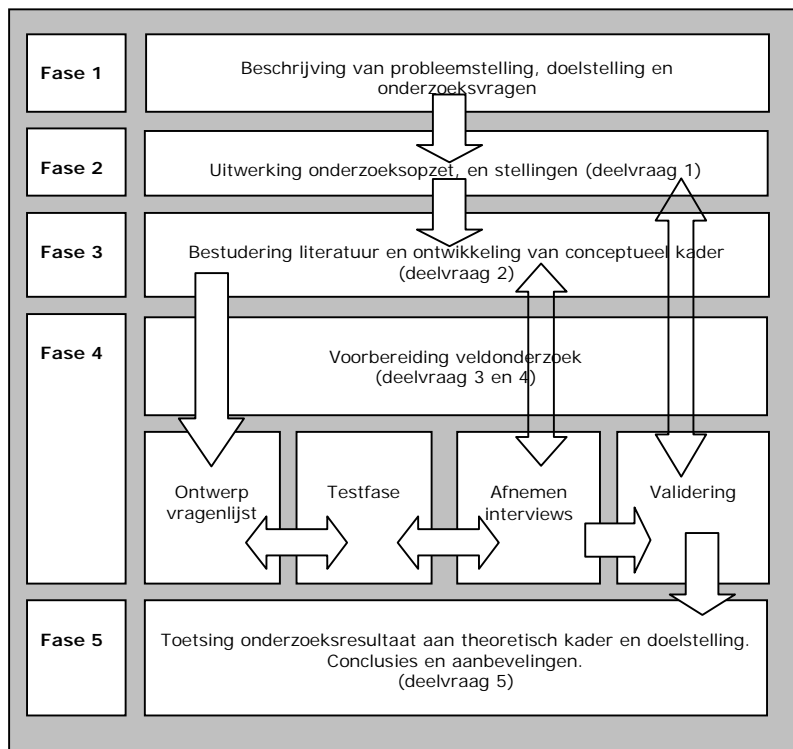 Fase 1
Beschrijving van probleemstelling, doelstelling en
onderzoeksvragen
Fase 2
Uitwerking onderzoeksopzet, en stellingen (deelvraag 1)
Fase 3
Bestudering literatuur en ontwikkeling van conceptueel kader
(deelvraag 2)
Fase 4
Voorbereiding veldonderzoek
(deelvraag 3 en 4)
Ontwerp
vragenlijst
Testfase
Afnemen
interviews
Validering
Fase 5
Toetsing onderzoeksresultaat aan theoretisch kader en doelstelling.
Conclusies en aanbevelingen.
(deelvraag 5)